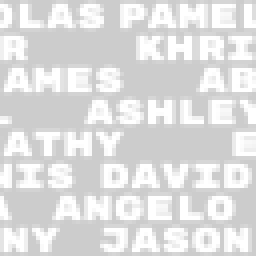 OLAS PAMEL
R KHRI
AMES AB
L ASHLEY
ATHY E
NIS DAVID
A ANGELO
NY JASON